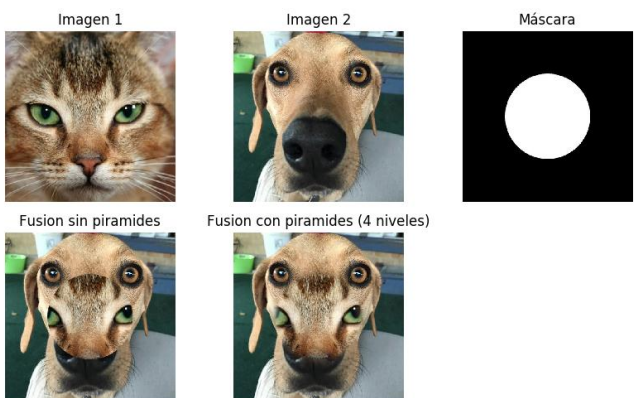 Imagen 1
Imagen 2
Máscara
Fusion sin piramides
Fusion con piramides (4 niveles)